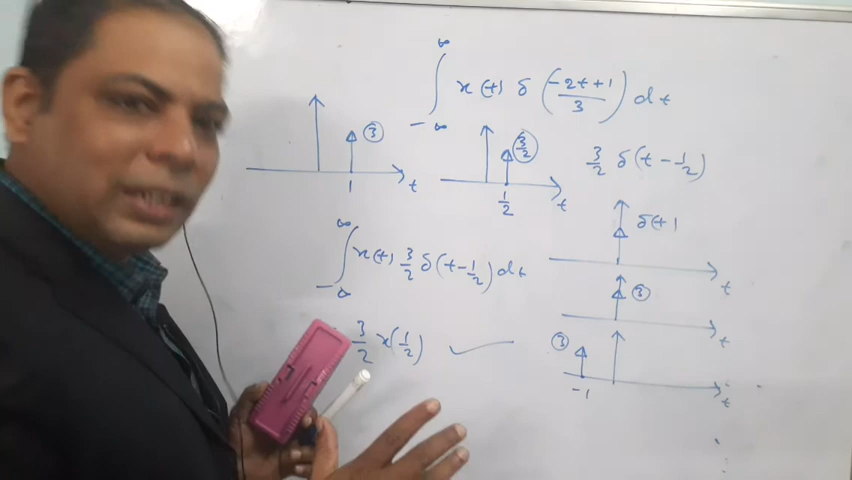 ∞
∫ x(t) δ(-2t+1 / 3) dt
-∞
③
1
t
3/2
1/2
t
3/2 δ(t - 1/2)
δ(t)
t
∞
∫ x(t) 3/2 δ(t - 1/2) dt
-∞
③
t
3/2 x(1/2) ✓
③
-1
t